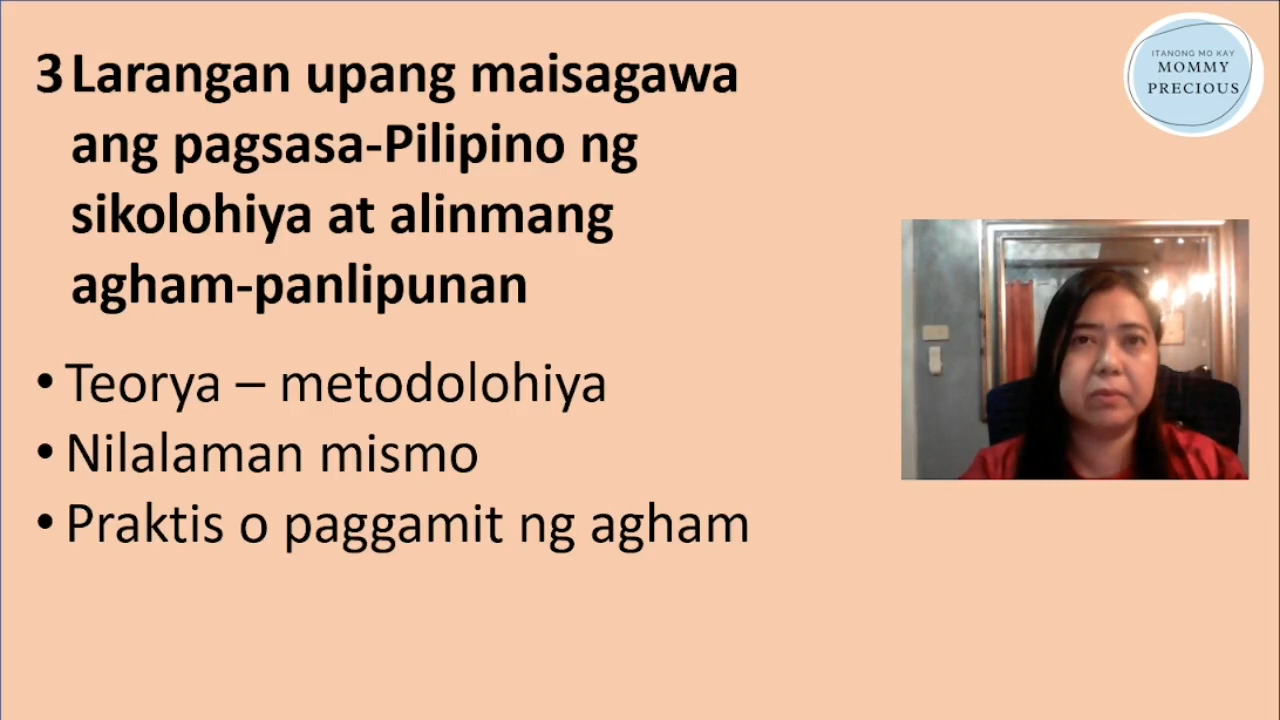 3 Larangan upang maisagawa
ang pagsasa-Pilipino ng
sikolohiya at alinmang
agham-panlipunan
• Teorya – metodolohiya
• Nilalaman mismo
• Praktis o paggamit ng agham
ITANONG MO KAY
MOMMY
PRECIOUS